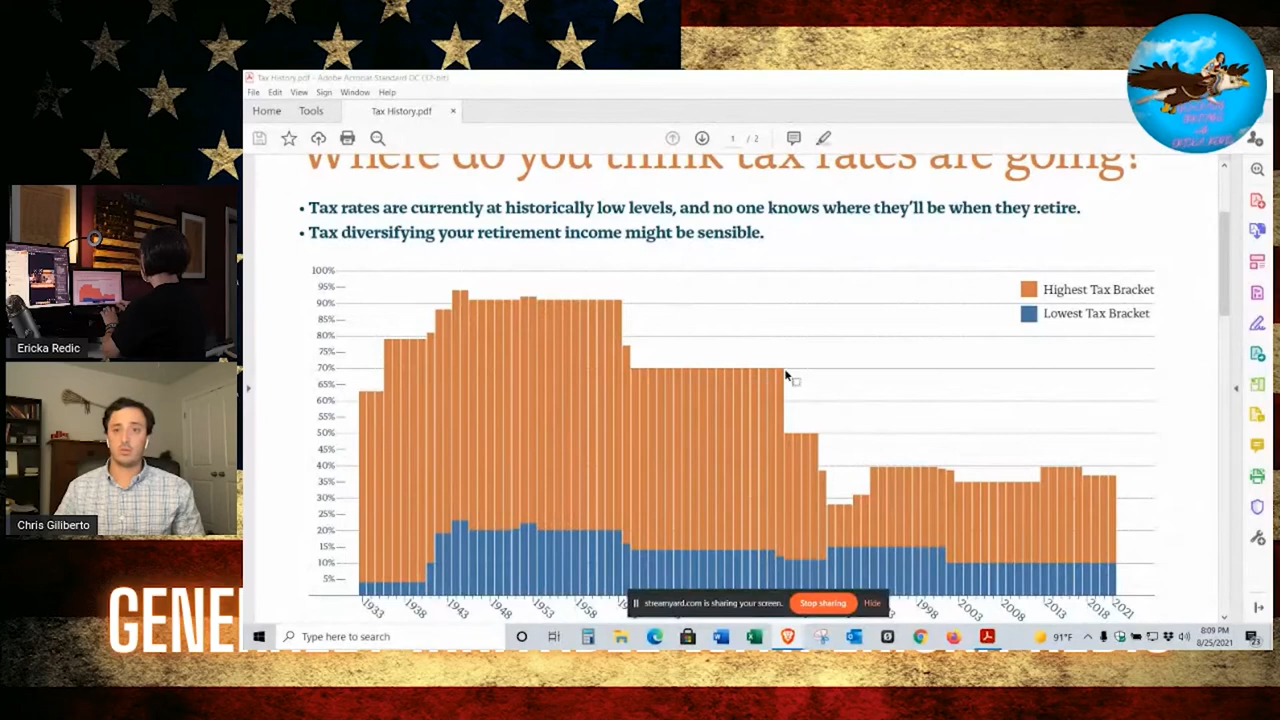 Tax History.pdf - Adobe Acrobat Standard DC (32-bit)
File Edit View Sign Window Help
Home Tools Tax History.pdf ×
1 / 2
Where do you think tax rates are going?
• Tax rates are currently at historically low levels, and no one knows where they'll be when they retire.
• Tax diversifying your retirement income might be sensible.
100%
95%
90%
85%
80%
75%
70%
65%
60%
55%
50%
45%
40%
35%
30%
25%
20%
15%
10%
5%
Highest Tax Bracket
Lowest Tax Bracket
1933 1938 1943 1948 1953 1958 1998 2003 2008 2013 2018 2021
streamyard.com is sharing your screen. Stop sharing Hide
Ericka Redic
Chris Giliberto
GENE
Type here to search
91°F
8:09 PM
8/25/2021